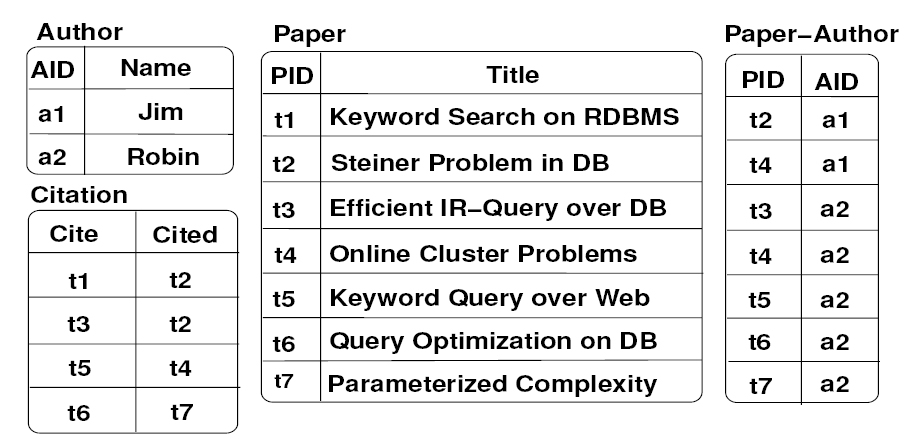 Author
AID Name
a1 Jim
a2 Robin
Citation
Cite Cited
t1 t2
t3 t2
t5 t4
t6 t7
Paper
PID Title
t1 Keyword Search on RDBMS
t2 Steiner Problem in DB
t3 Efficient IR−Query over DB
t4 Online Cluster Problems
t5 Keyword Query over Web
t6 Query Optimization on DB
t7 Parameterized Complexity
Paper−Author
PID AID
t2 a1
t4 a1
t3 a2
t4 a2
t5 a2
t6 a2
t7 a2